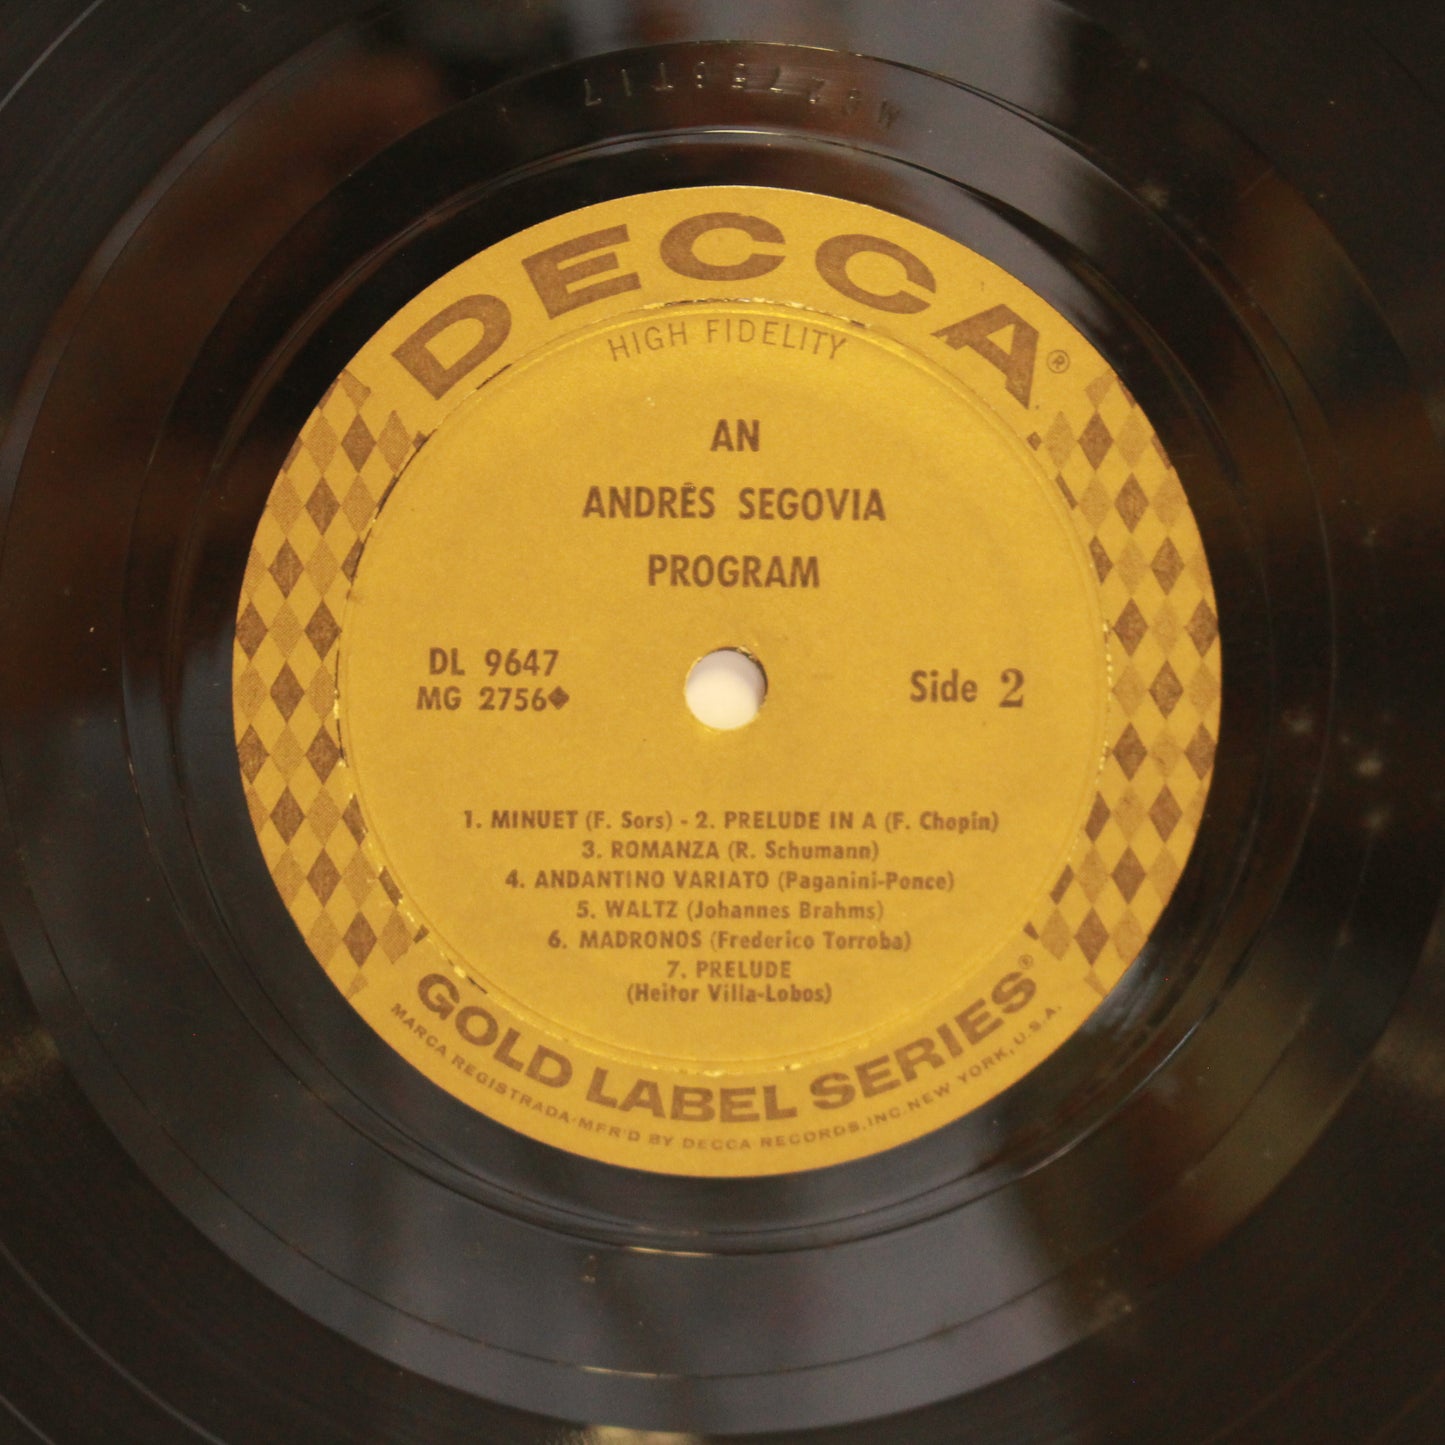 DECCA®
HIGH FIDELITY
AN
ANDRÉS SEGOVIA
PROGRAM
DL 9647
MG 2756◆
Side 2
1. MINUET (F. Sors) - 2. PRELUDE IN A (F. Chopin)
3. ROMANZA (R. Schumann)
4. ANDANTINO VARIATO (Paganini-Ponce)
5. WALTZ (Johannes Brahms)
6. MADRONOS (Frederico Torroba)
7. PRELUDE
(Heitor Villa-Lobos)
GOLD LABEL SERIES®
MARCA REGISTRADA·MFR'D BY DECCA RECORDS, INC. NEW YORK, U.S.A.